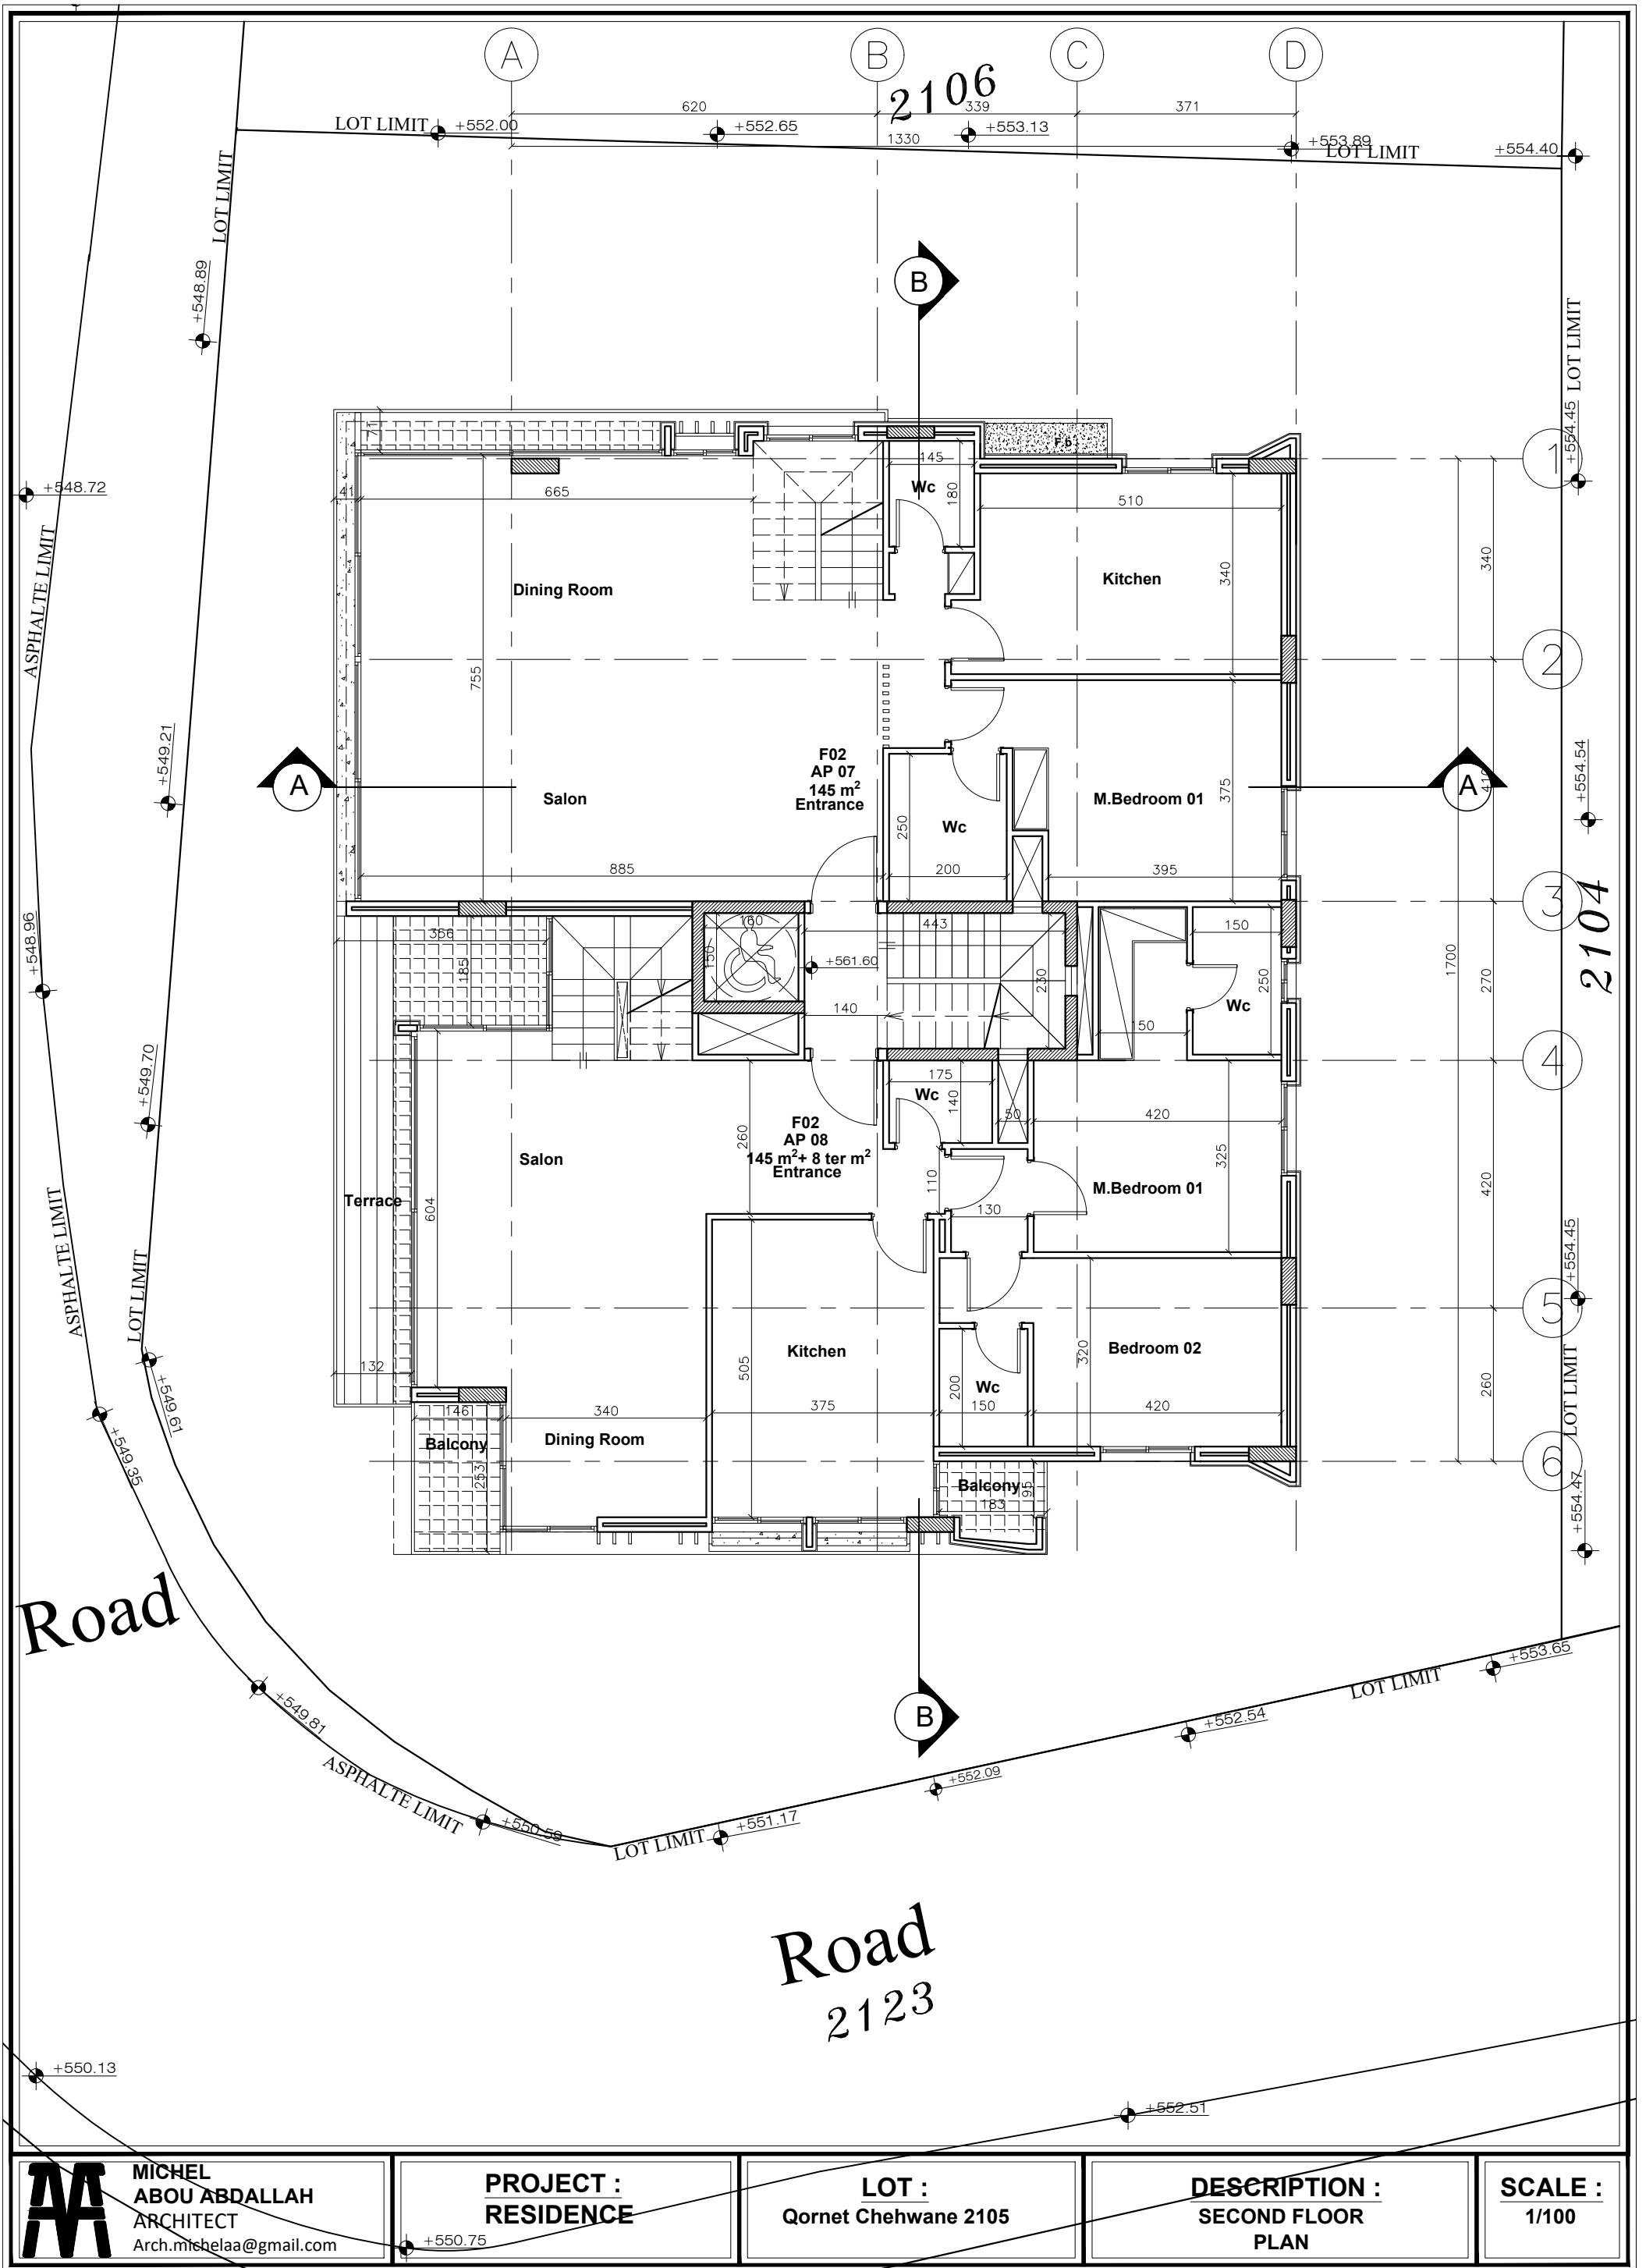 A
B
C
D
2106
620
339
371
LOT LIMIT
+552.00
+552.65
+553.13
1330
+553.89
LOT LIMIT
+554.40
LOT LIMIT
+548.89
B
LOT LIMIT
+554.45
1
71
F.6
145
Wc
180
+548.72
41
665
510
ASPHALTE LIMIT
Dining Room
Kitchen
340
340
2
755
+549.21
F02
AP 07
145 m²
Entrance
A
Salon
M.Bedroom 01
375
410
A
+554.54
250
Wc
885
200
395
3
2104
+548.96
356
185
160
150
443
+561.60
230
150
250
Wc
1700
270
140
150
4
+549.70
175
Wc
140
50
420
F02
AP 08
145 m²+ 8 ter m²
Entrance
260
Salon
110
325
M.Bedroom 01
420
Terrace
604
130
ASPHALTE LIMIT
LOT LIMIT
+554.45
5
Kitchen
Bedroom 02
320
505
132
+549.61
200
Wc
260
LOT LIMIT
146
340
375
150
420
+549.35
Balcony
Dining Room
253
6
Balcony
95
183
+554.47
Road
+553.65
LOT LIMIT
+549.81
B
+552.54
ASPHALTE LIMIT
+552.09
+550.59
+551.17
LOT LIMIT
Road
2123
+550.13
+552.51
MICHEL
ABOU ABDALLAH
ARCHITECT
Arch.michelaa@gmail.com
+550.75
PROJECT :
RESIDENCE
LOT :
Qornet Chehwane 2105
DESCRIPTION :
SECOND FLOOR
PLAN
SCALE :
1/100